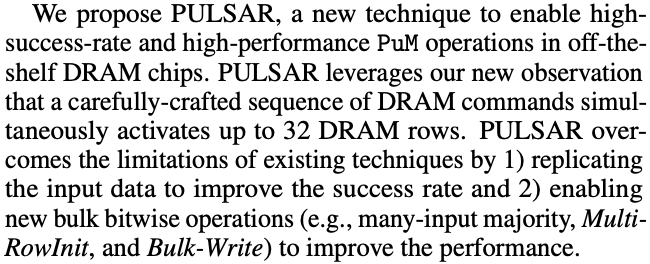 We propose PULSAR, a new technique to enable high-
success-rate and high-performance PuM operations in off-the-
shelf DRAM chips. PULSAR leverages our new observation
that a carefully-crafted sequence of DRAM commands simul-
taneously activates up to 32 DRAM rows. PULSAR over-
comes the limitations of existing techniques by 1) replicating
the input data to improve the success rate and 2) enabling
new bulk bitwise operations (e.g., many-input majority, Multi-
RowInit, and Bulk-Write) to improve the performance.